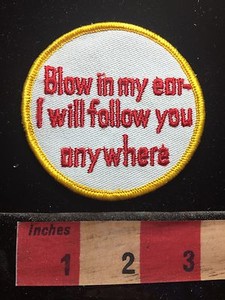 Blow in my ear-
I will follow you
anywhere
Inches
1 2 3